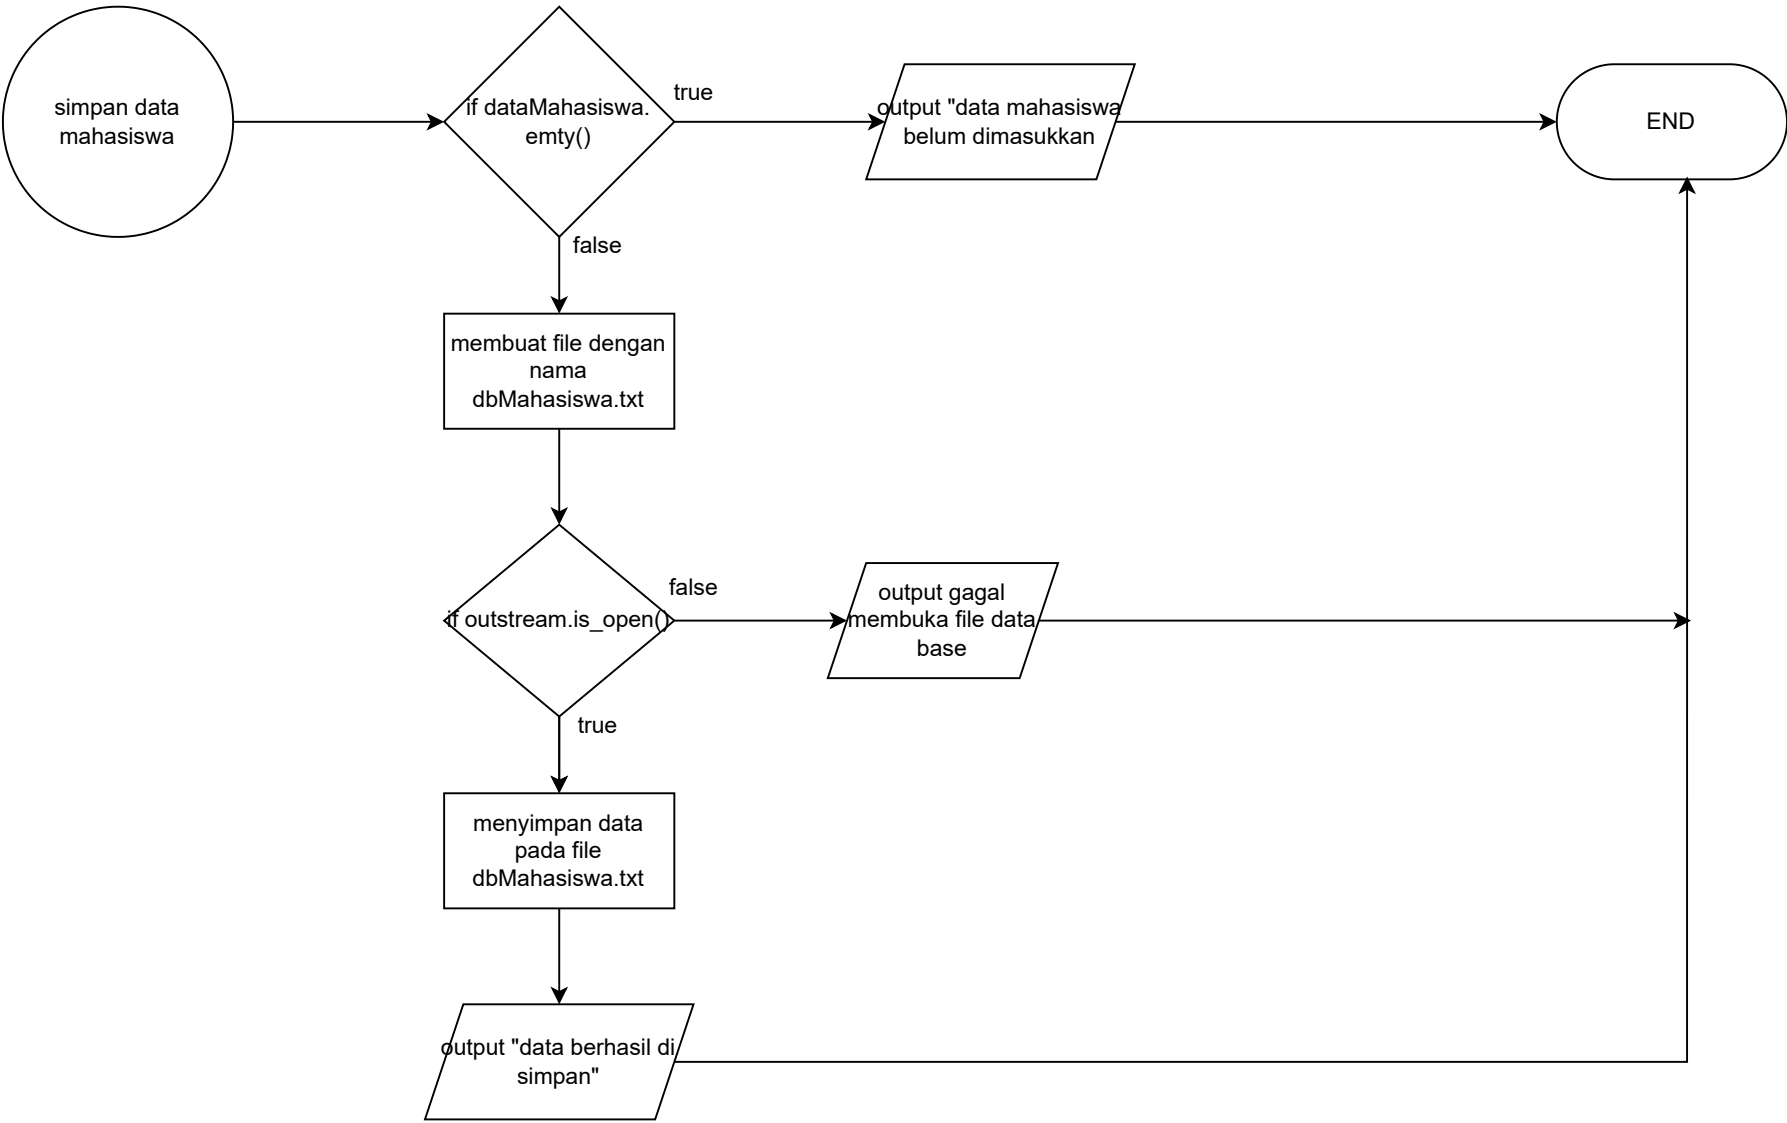 simpan data
mahasiswa
if dataMahasiswa.
emty()
true
output "data mahasiswa
belum dimasukkan
END
false
membuat file dengan
nama
dbMahasiswa.txt
if outstream.is_open()
false
output gagal
membuka file data
base
true
menyimpan data
pada file
dbMahasiswa.txt
output "data berhasil di
simpan"